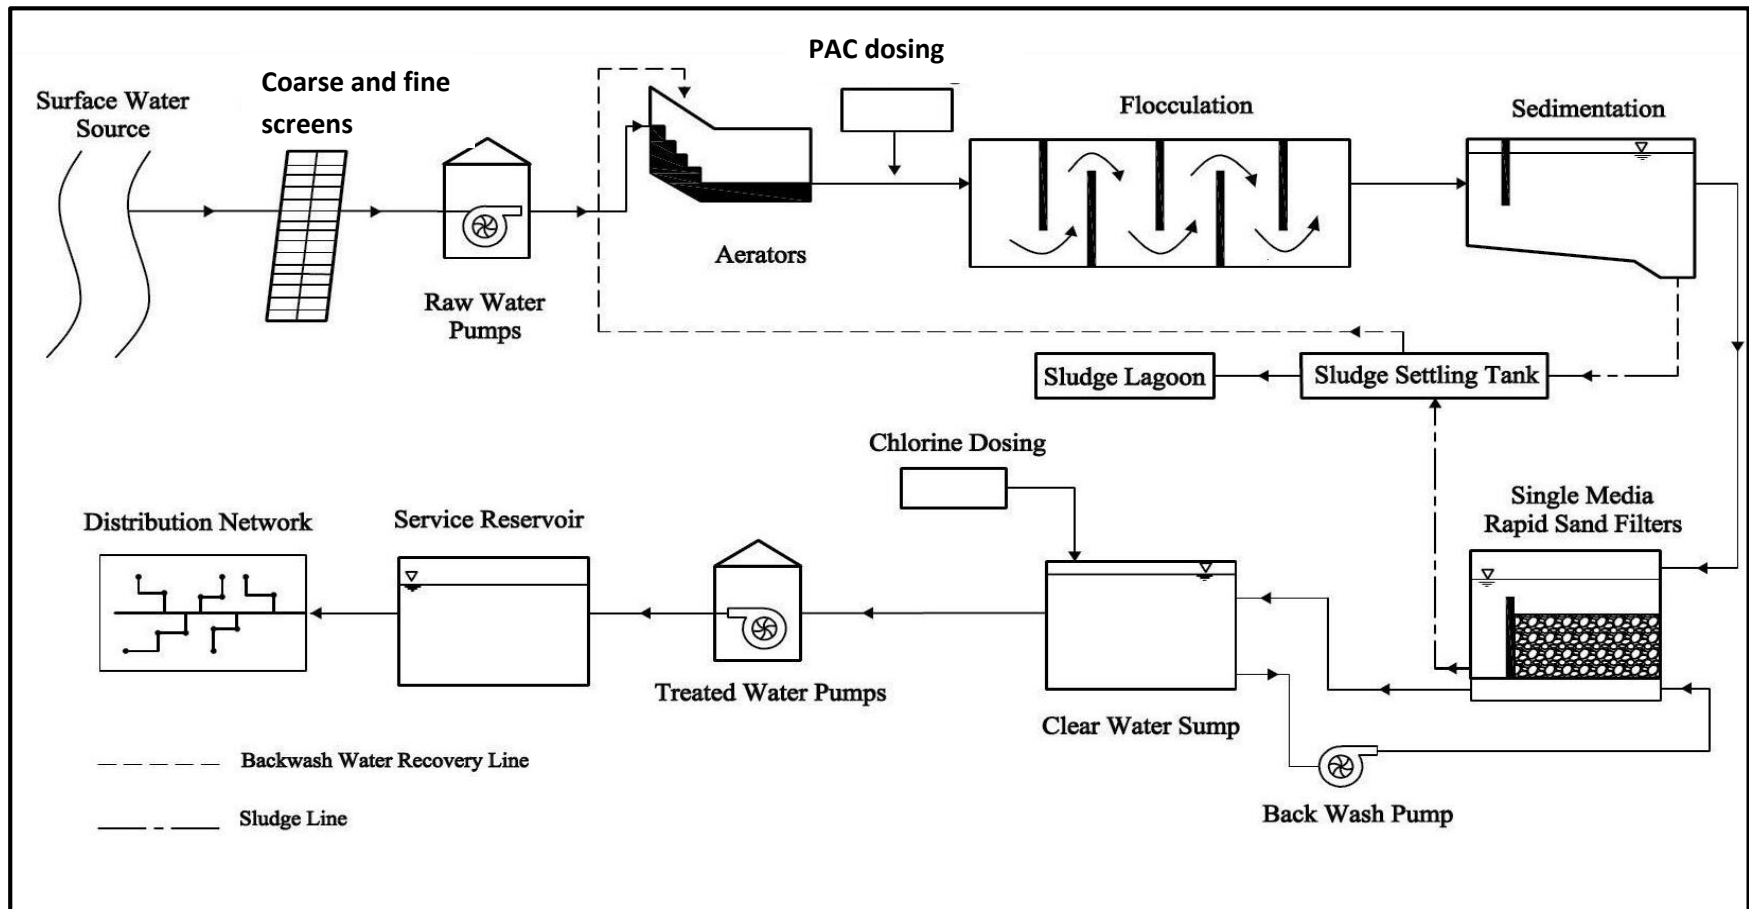 PAC dosing
Coarse and fine
screens
Surface Water
Source
Flocculation
Sedimentation
Aerators
Raw Water
Pumps
Sludge Lagoon
Sludge Settling Tank
Chlorine Dosing
Single Media
Rapid Sand Filters
Distribution Network
Service Reservoir
Treated Water Pumps
Clear Water Sump
Back Wash Pump
Backwash Water Recovery Line
Sludge Line